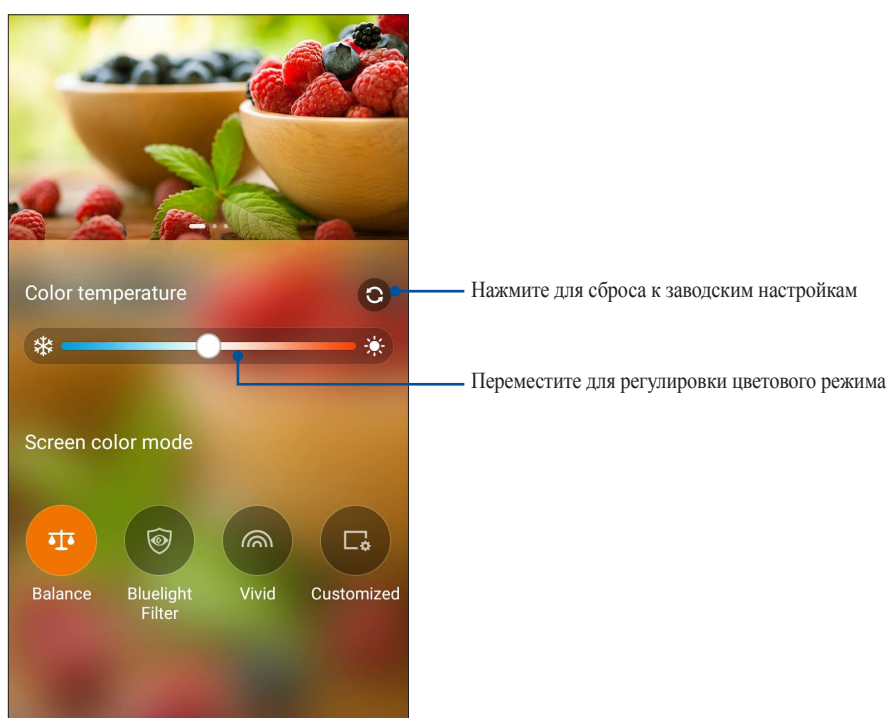 Color temperature
Нажмите для сброса к заводским настройкам
Переместите для регулировки цветового режима
Screen color mode
Balance
Bluelight
Filter
Vivid
Customized